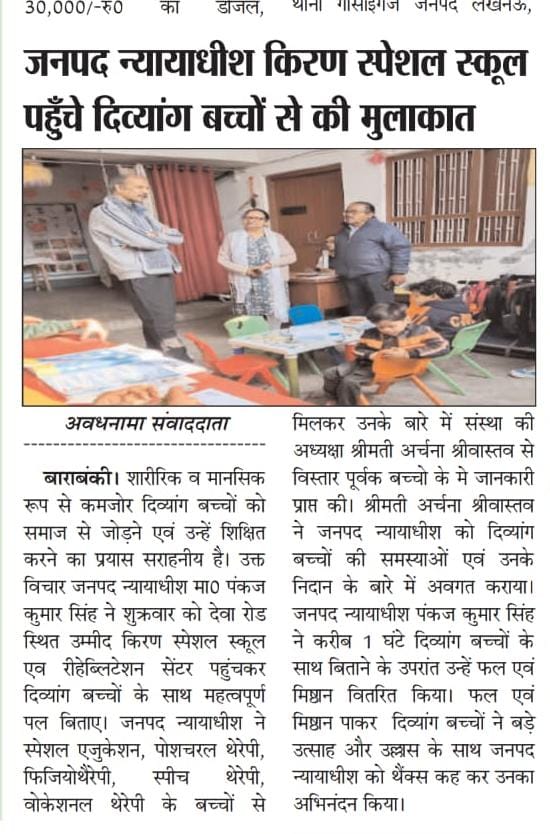 30,000/-रु0 का डीजल,
थाना गोसाईगंज जनपद लखनऊ,
जनपद न्यायाधीश किरण स्पेशल स्कूल
पहुँचे दिव्यांग बच्चों से की मुलाकात
अवधनामा संवाददाता
बाराबंकी। शारीरिक व मानसिक
रूप से कमजोर दिव्यांग बच्चों को
समाज से जोड़ने एवं उन्हें शिक्षित
करने का प्रयास सराहनीय है। उक्त
विचार जनपद न्यायाधीश मा0 पंकज
कुमार सिंह ने शुक्रवार को देवा रोड
स्थित उम्मीद किरण स्पेशल स्कूल
एव रीहेब्लिटेशन सेंटर पहुंचकर
दिव्यांग बच्चों के साथ महत्वपूर्ण
पल बिताए। जनपद न्यायाधीश ने
स्पेशल एजुकेशन, पोशचरल थेरेपी,
फिजियोथैरेपी, स्पीच थेरेपी,
वोकेशनल थेरेपी के बच्चों से
मिलकर उनके बारे में संस्था की
अध्यक्षा श्रीमती अर्चना श्रीवास्तव से
विस्तार पूर्वक बच्चो के मे जानकारी
प्राप्त की। श्रीमती अर्चना श्रीवास्तव
ने जनपद न्यायाधीश को दिव्यांग
बच्चों की समस्याओं एवं उनके
निदान के बारे में अवगत कराया।
जनपद न्यायाधीश पंकज कुमार सिंह
ने करीब 1 घंटे दिव्यांग बच्चों के
साथ बिताने के उपरांत उन्हें फल एवं
मिष्ठान वितरित किया। फल एवं
मिष्ठान पाकर दिव्यांग बच्चों ने बड़े
उत्साह और उल्लास के साथ जनपद
न्यायाधीश को थैंक्स कह कर उनका
अभिनंदन किया।